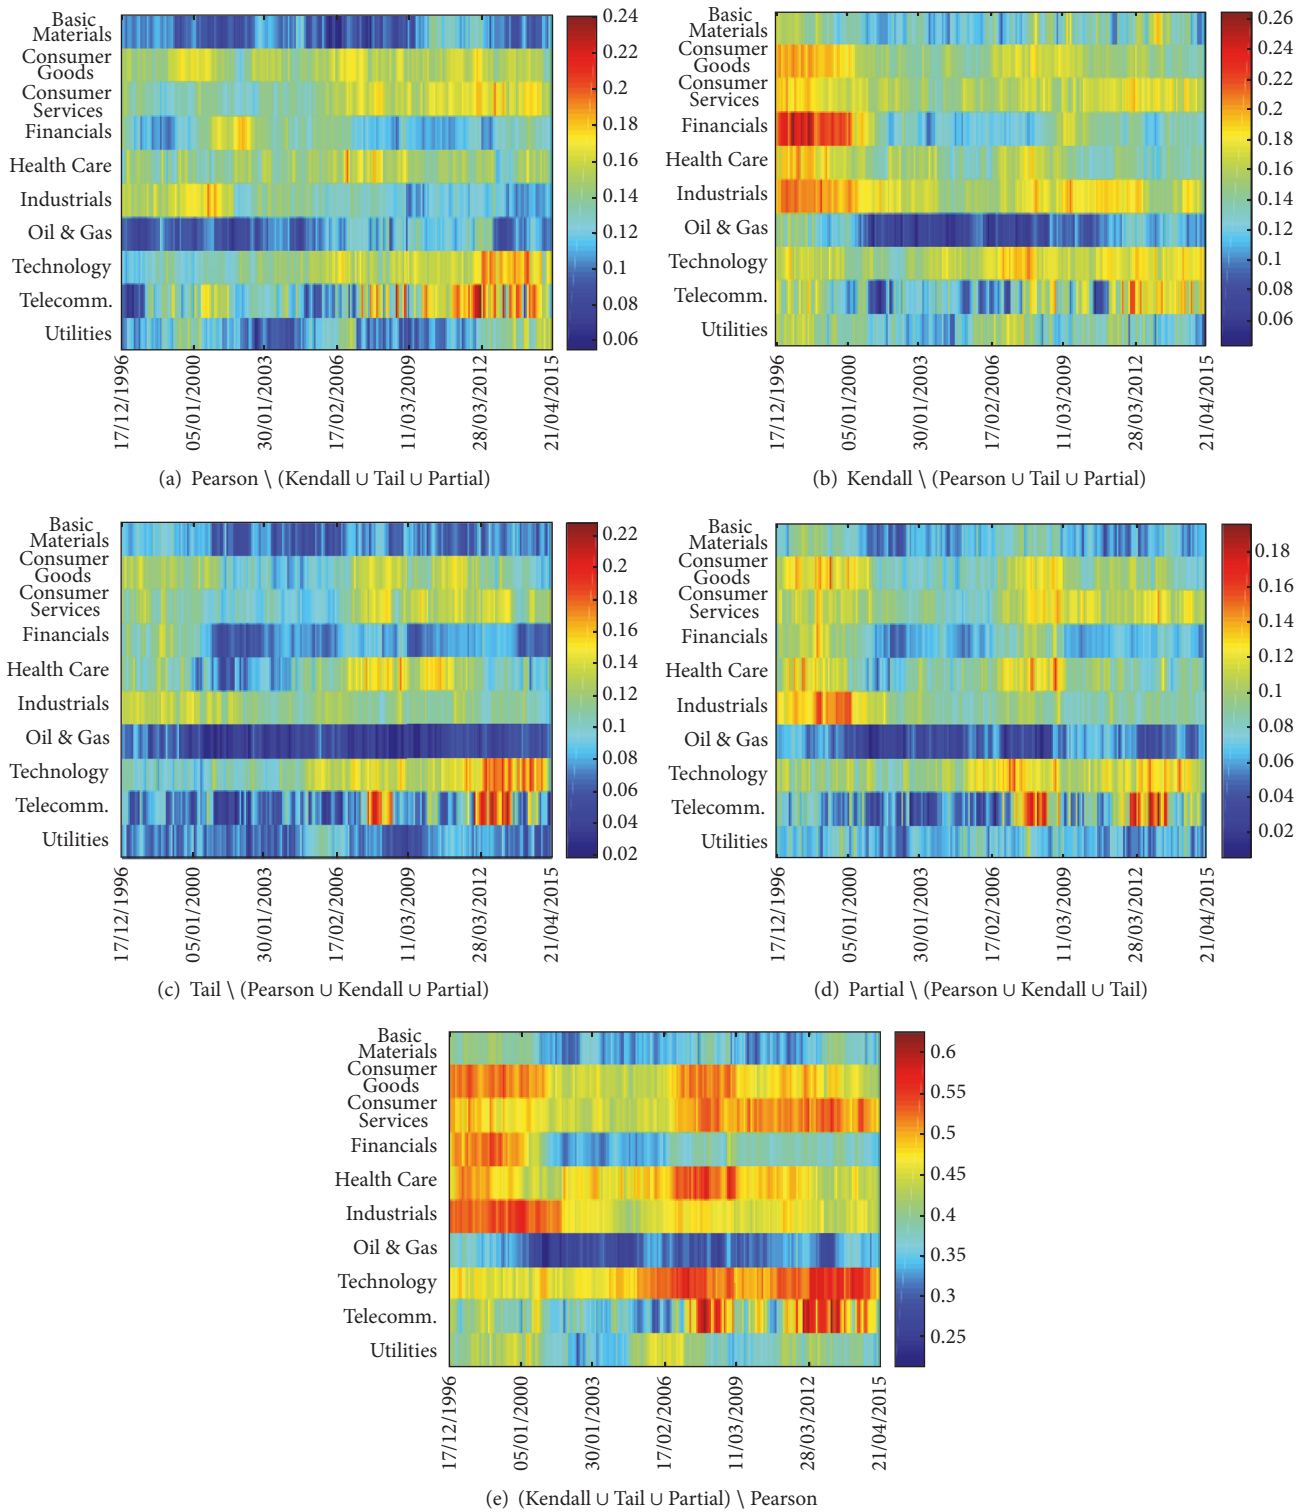 Basic
Materials
Consumer
Goods
Consumer
Services
Financials
Health Care
Industrials
Oil & Gas
Technology
Telecomm.
Utilities
0.24
0.22
0.2
0.18
0.16
0.14
0.12
0.1
0.08
0.06
17/12/1996
05/01/2000
30/01/2003
17/02/2006
11/03/2009
28/03/2012
21/04/2015
(a) Pearson \ (Kendall ∪ Tail ∪ Partial)
Basic
Materials
Consumer
Goods
Consumer
Services
Financials
Health Care
Industrials
Oil & Gas
Technology
Telecomm.
Utilities
0.26
0.24
0.22
0.2
0.18
0.16
0.14
0.12
0.1
0.08
0.06
17/12/1996
05/01/2000
30/01/2003
17/02/2006
11/03/2009
28/03/2012
21/04/2015
(b) Kendall \ (Pearson ∪ Tail ∪ Partial)
Basic
Materials
Consumer
Goods
Consumer
Services
Financials
Health Care
Industrials
Oil & Gas
Technology
Telecomm.
Utilities
0.22
0.2
0.18
0.16
0.14
0.12
0.1
0.08
0.06
0.04
0.02
17/12/1996
05/01/2000
30/01/2003
17/02/2006
11/03/2009
28/03/2012
21/04/2015
(c) Tail \ (Pearson ∪ Kendall ∪ Partial)
Basic
Materials
Consumer
Goods
Consumer
Services
Financials
Health Care
Industrials
Oil & Gas
Technology
Telecomm.
Utilities
0.18
0.16
0.14
0.12
0.1
0.08
0.06
0.04
0.02
17/12/1996
05/01/2000
30/01/2003
17/02/2006
11/03/2009
28/03/2012
21/04/2015
(d) Partial \ (Pearson ∪ Kendall ∪ Tail)
Basic
Materials
Consumer
Goods
Consumer
Services
Financials
Health Care
Industrials
Oil & Gas
Technology
Telecomm.
Utilities
0.6
0.55
0.5
0.45
0.4
0.35
0.3
0.25
17/12/1996
05/01/2000
30/01/2003
17/02/2006
11/03/2009
28/03/2012
21/04/2015
(e) (Kendall ∪ Tail ∪ Partial) \ Pearson